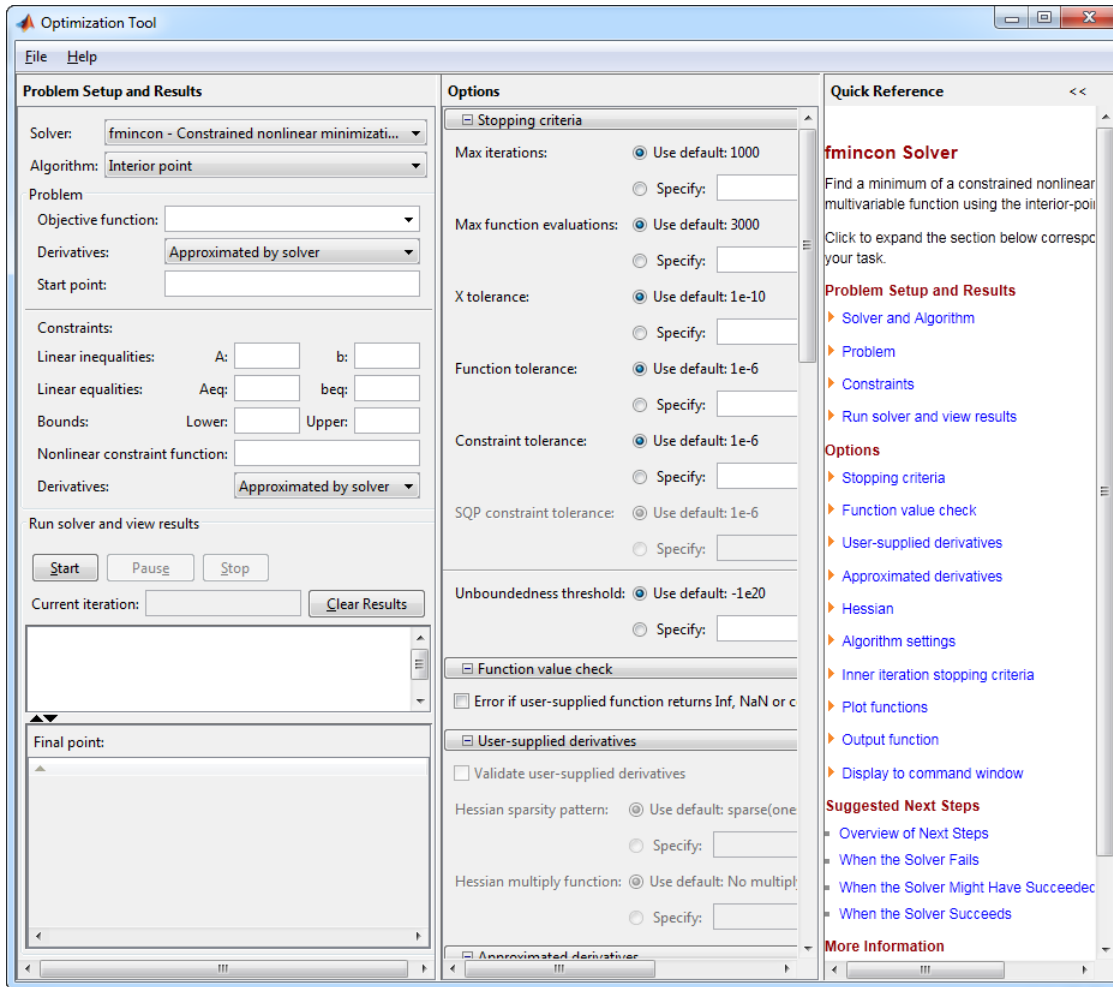 Optimization Tool
File Help
Problem Setup and Results
Solver: fmincon - Constrained nonlinear minimizati...
Algorithm: Interior point
Problem
Objective function:
Derivatives: Approximated by solver
Start point:
Constraints:
Linear inequalities: A: b:
Linear equalities: Aeq: beq:
Bounds: Lower: Upper:
Nonlinear constraint function:
Derivatives: Approximated by solver
Run solver and view results
Start Pause Stop
Current iteration: Clear Results
Final point:
Options
Stopping criteria
Max iterations: Use default: 1000
Specify:
Max function evaluations: Use default: 3000
Specify:
X tolerance: Use default: 1e-10
Specify:
Function tolerance: Use default: 1e-6
Specify:
Constraint tolerance: Use default: 1e-6
Specify:
SQP constraint tolerance: Use default: 1e-6
Specify:
Unboundedness threshold: Use default: -1e20
Specify:
Function value check
Error if user-supplied function returns Inf, NaN or c
User-supplied derivatives
Validate user-supplied derivatives
Hessian sparsity pattern: Use default: sparse(one
Specify:
Hessian multiply function: Use default: No multiply
Specify:
Approximated derivatives
Quick Reference <<
fmincon Solver
Find a minimum of a constrained nonlinear
multivariable function using the interior-poi
Click to expand the section below correspo
your task.
Problem Setup and Results
Solver and Algorithm
Problem
Constraints
Run solver and view results
Options
Stopping criteria
Function value check
User-supplied derivatives
Approximated derivatives
Hessian
Algorithm settings
Inner iteration stopping criteria
Plot functions
Output function
Display to command window
Suggested Next Steps
Overview of Next Steps
When the Solver Fails
When the Solver Might Have Succeeded
When the Solver Succeeds
More Information